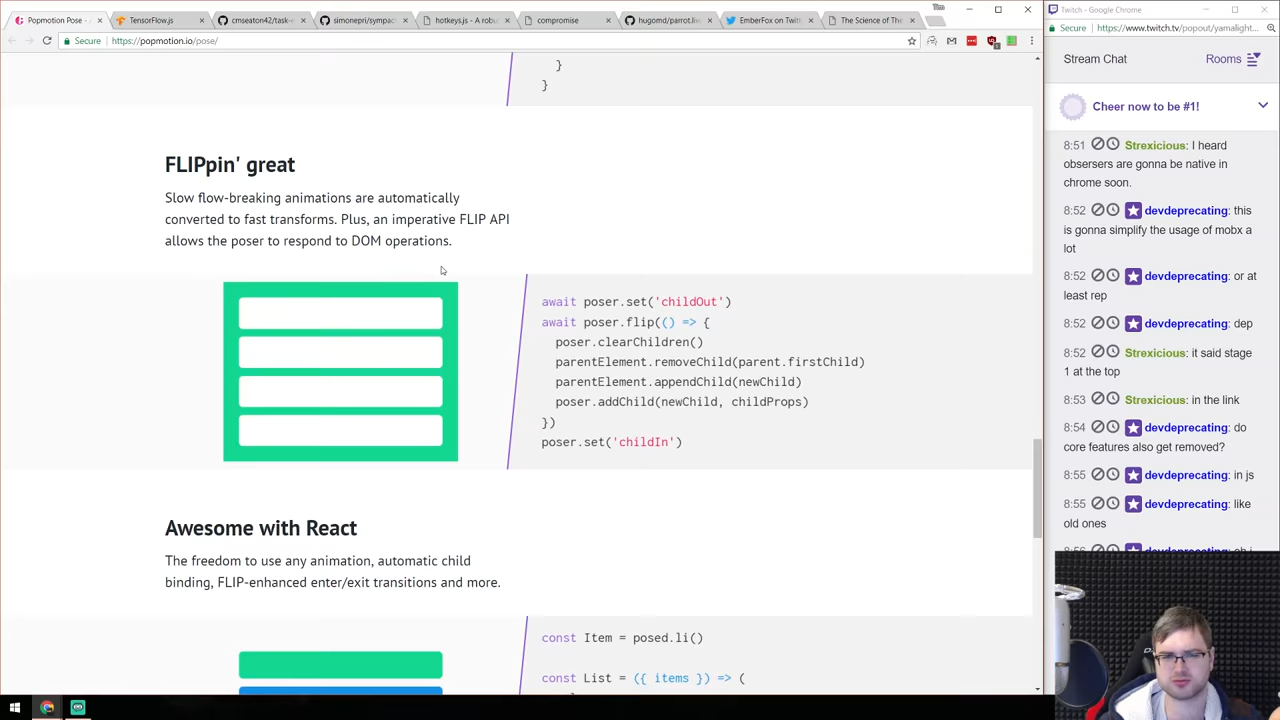 Popmotion Pose -
TensorFlow.js
cmseaton42/task-
simonepri/sympac
hotkeys.js - A robu
compromise
hugomd/parrot.liv
EmberFox on Twitt
The Science of The
Secure
https://popmotion.io/pose/
}
}
FLIPpin' great
Slow flow-breaking animations are automatically
converted to fast transforms. Plus, an imperative FLIP API
allows the poser to respond to DOM operations.
await poser.set('childOut')
await poser.flip(() => {
poser.clearChildren()
parentElement.removeChild(parent.firstChild)
parentElement.appendChild(newChild)
poser.addChild(newChild, childProps)
})
poser.set('childIn')
Awesome with React
The freedom to use any animation, automatic child
binding, FLIP-enhanced enter/exit transitions and more.
const Item = posed.li()
const List = ({ items }) => (
Twitch - Google Chrome
Secure
https://www.twitch.tv/popout/yamalight...
Stream Chat
Rooms
Cheer now to be #1!
8:51 Strexicious: I heard
obsersers are gonna be native in
chrome soon.
8:52 devdeprecating: this
is gonna simplify the usage of mobx a
lot
8:52 devdeprecating: or at
least rep
8:52 devdeprecating: dep
8:52 Strexicious: it said stage
1 at the top
8:53 Strexicious: in the link
8:54 devdeprecating: do
core features also get removed?
8:55 devdeprecating: in js
8:55 devdeprecating: like
old ones